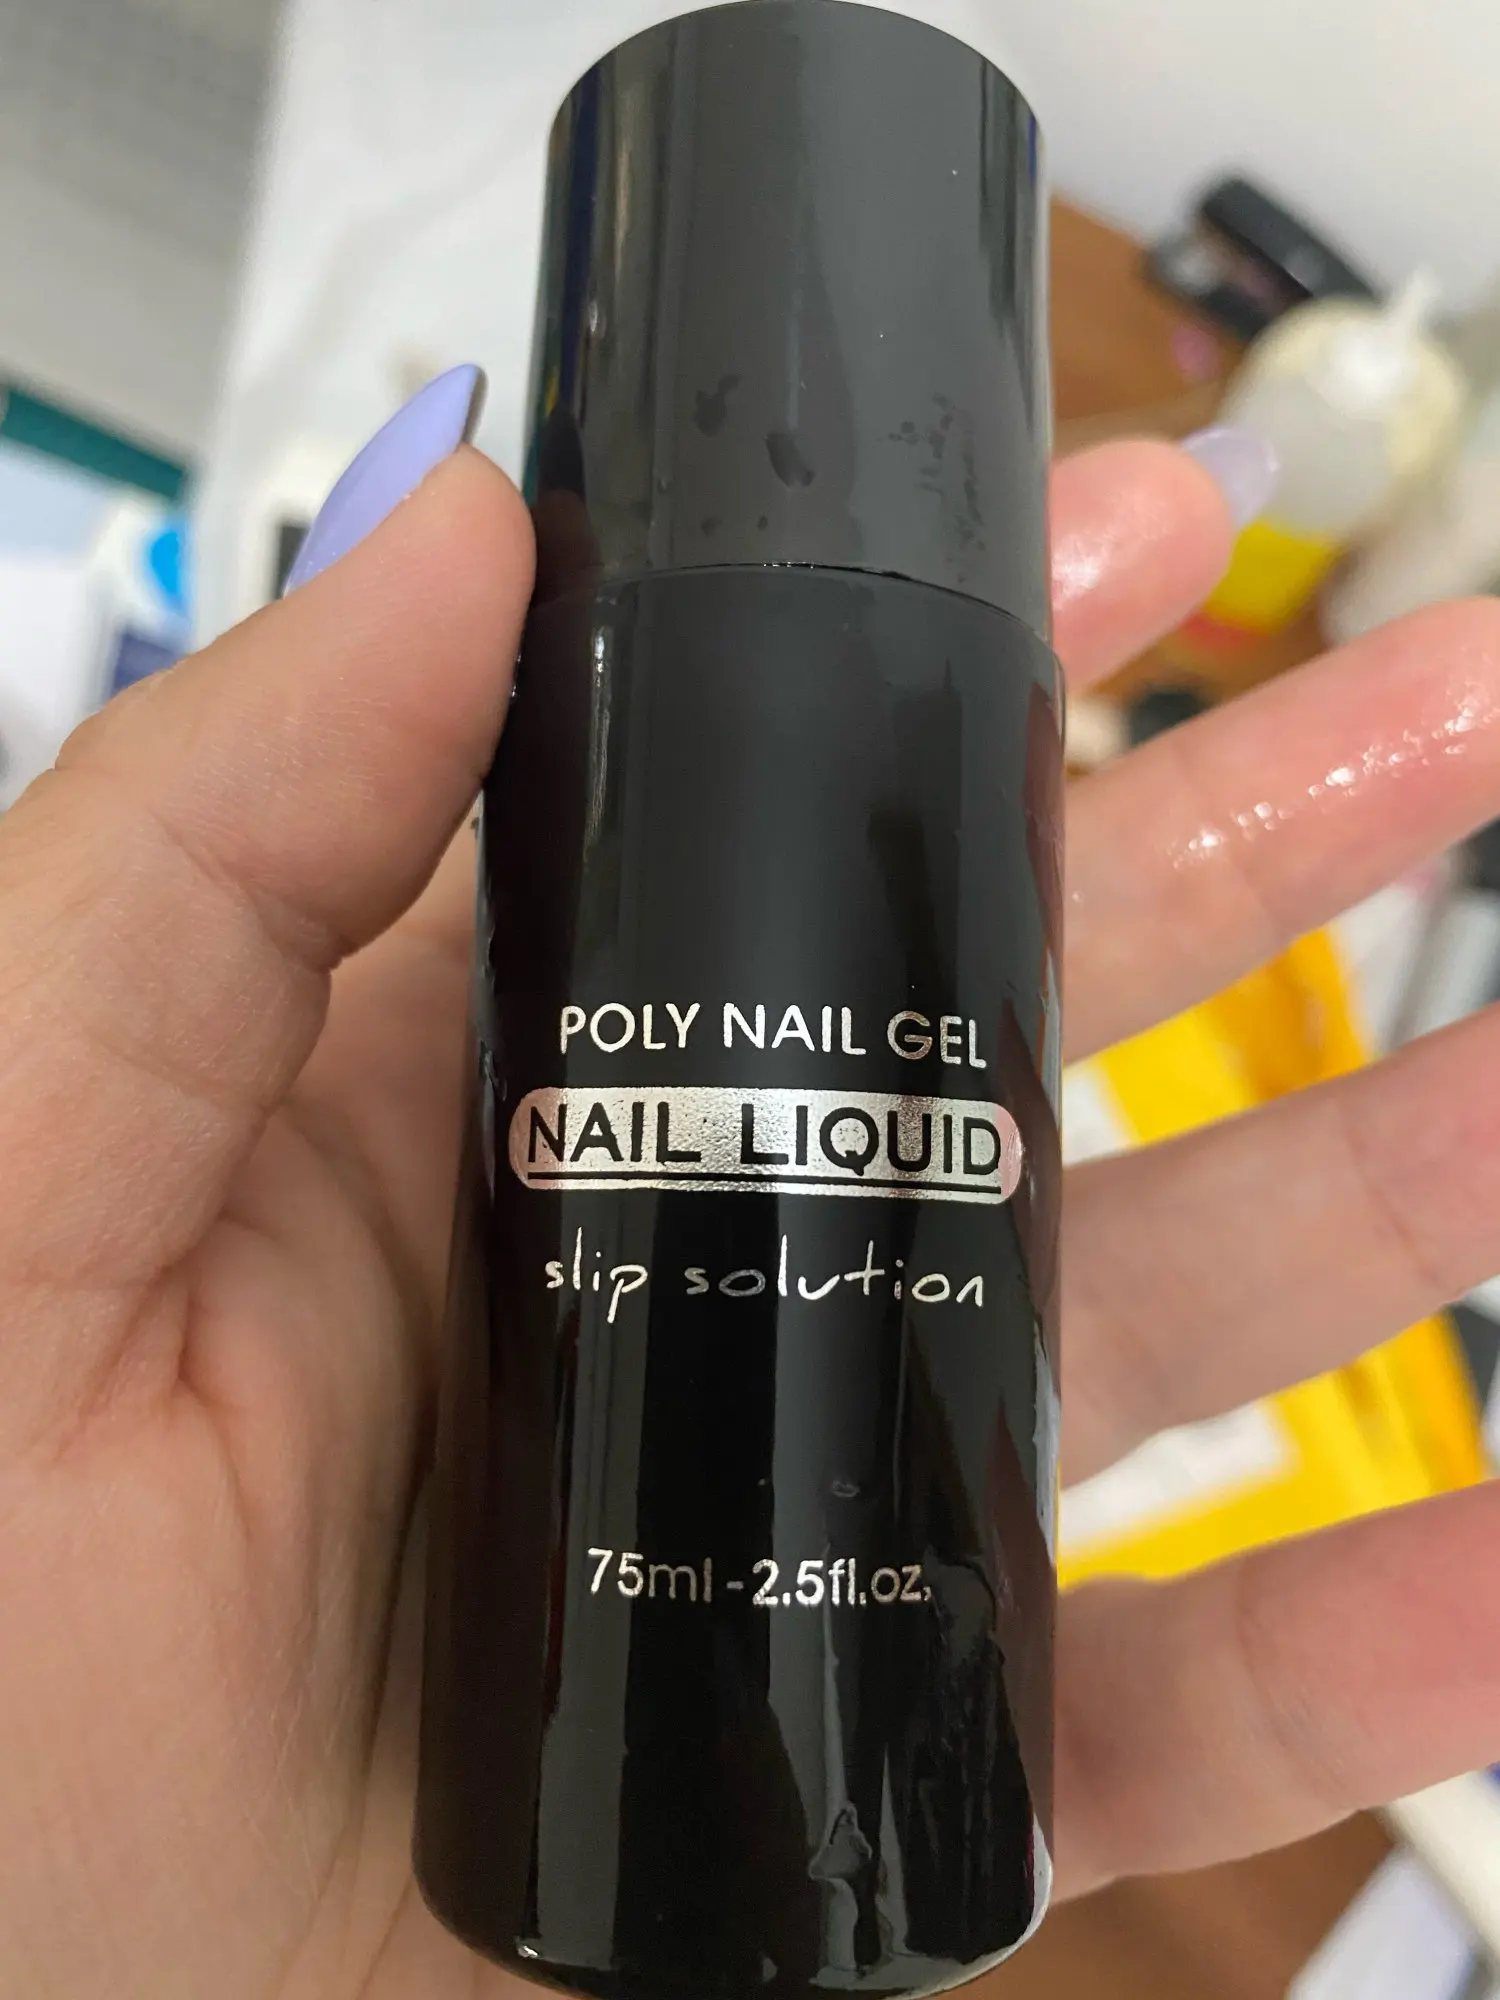 POLY NAIL GEL
NAIL LIQUID
slip solution
75ml-2.5fl.oz,